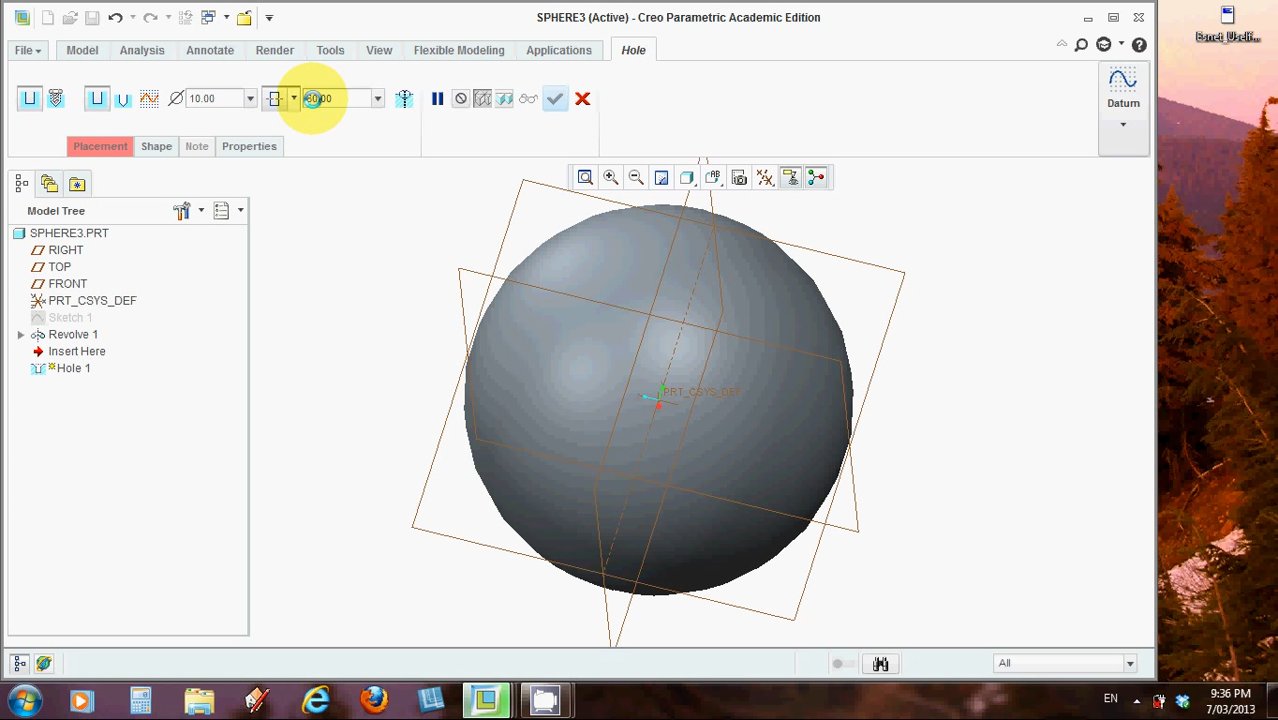 SPHERE3 (Active) - Creo Parametric Academic Edition
File
Model
Analysis
Annotate
Render
Tools
View
Flexible Modeling
Applications
Hole
10.00
Datum
Placement
Shape
Note
Properties
Model Tree
SPHERE3.PRT
RIGHT
TOP
FRONT
PRT_CSYS_DEF
Sketch 1
Revolve 1
Insert Here
Hole 1
PRT_CSYS_DEF
All
EN
9:36 PM
7/03/2013